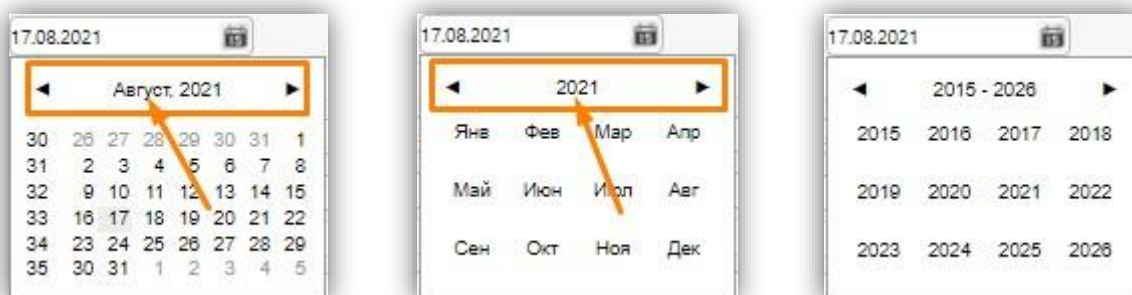 17.08.2021
Август, 2021
30 26 27 28 29 30 31 1
31 2 3 4 5 6 7 8
32 9 10 11 12 13 14 15
33 16 17 18 19 20 21 22
34 23 24 25 26 27 28 29
35 30 31 1 2 3 4 5
17.08.2021
2021
Янв Фев Мар Апр
Май Июн Июл Авг
Сен Окт Ноя Дек
17.08.2021
2015 - 2026
2015 2016 2017 2018
2019 2020 2021 2022
2023 2024 2025 2026